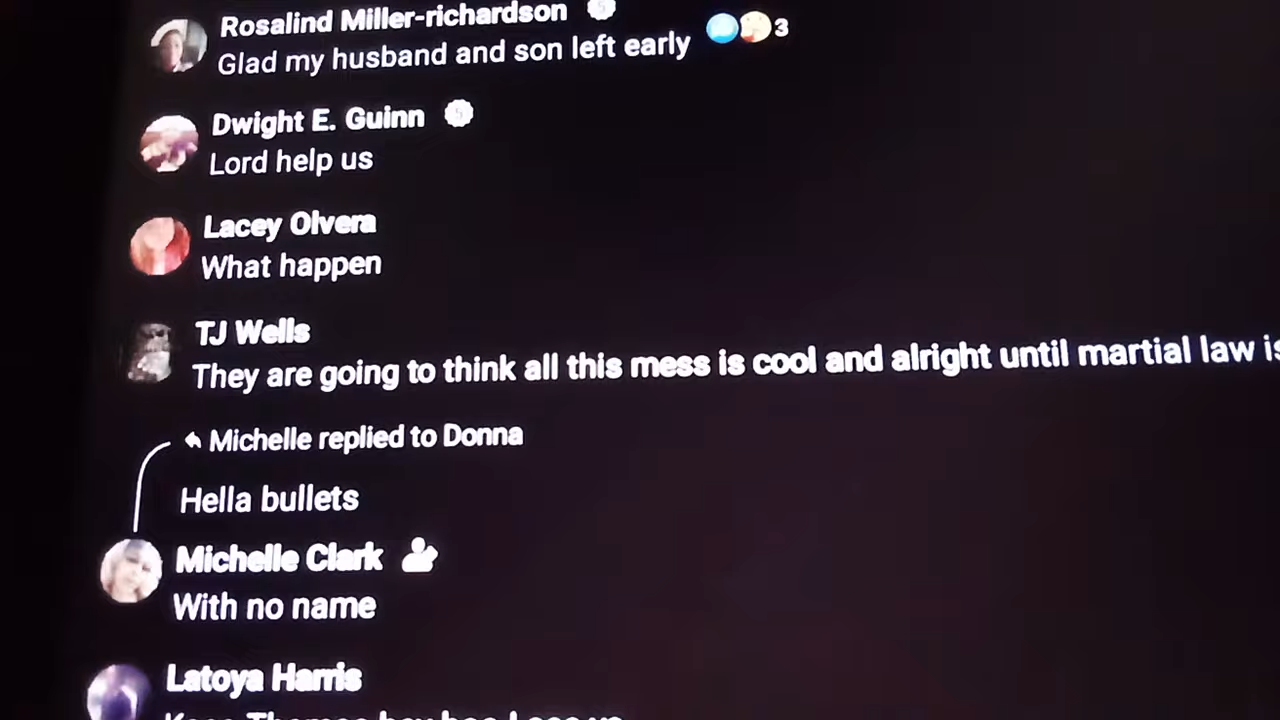 Rosalind Miller-richardson
Glad my husband and son left early
3
Dwight E. Guinn
Lord help us
Lacey Olvera
What happen
TJ Wells
They are going to think all this mess is cool and alright until martial law is
Michelle replied to Donna
Hella bullets
Michelle Clark
With no name
Latoya Harris